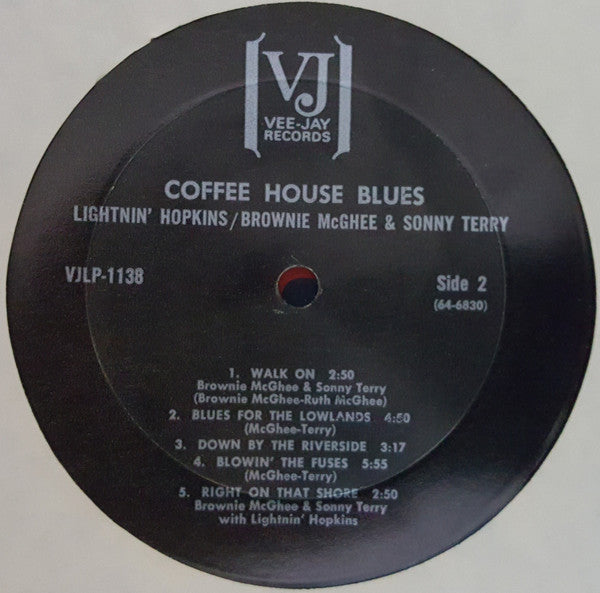 VJ
VEE-JAY
RECORDS
COFFEE HOUSE BLUES
LIGHTNIN' HOPKINS/BROWNIE McGHEE & SONNY TERRY
VJLP-1138
Side 2
(64-6830)
1. WALK ON 2:50
Brownie McGhee & Sonny Terry
(Brownie McGhee-Ruth McGhee)
2. BLUES FOR THE LOWLANDS 4:50
(McGhee-Terry)
3. DOWN BY THE RIVERSIDE 3:17
4. BLOWIN' THE FUSES 5:55
(McGhee-Terry)
5. RIGHT ON THAT SHORE 2:50
Brownie McGhee & Sonny Terry
with Lightnin' Hopkins